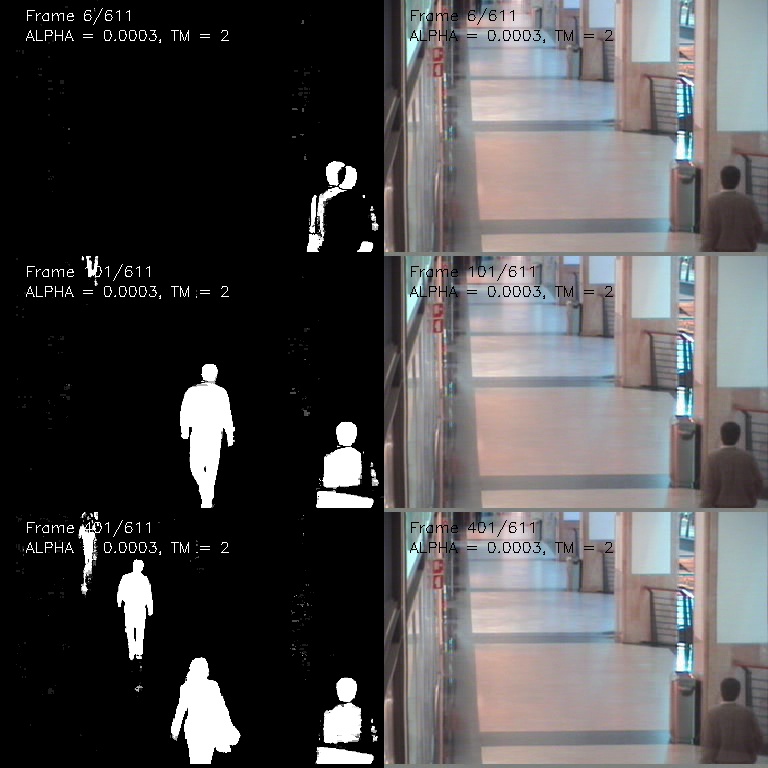 Frame 6/611
ALPHA = 0.0003, TM = 2
Frame 6/611
ALPHA = 0.0003, TM = 2
Frame 101/611
ALPHA = 0.0003, TM = 2
Frame 101/611
ALPHA = 0.0003, TM = 2
Frame 401/611
ALPHA = 0.0003, TM = 2
Frame 401/611
ALPHA = 0.0003, TM = 2